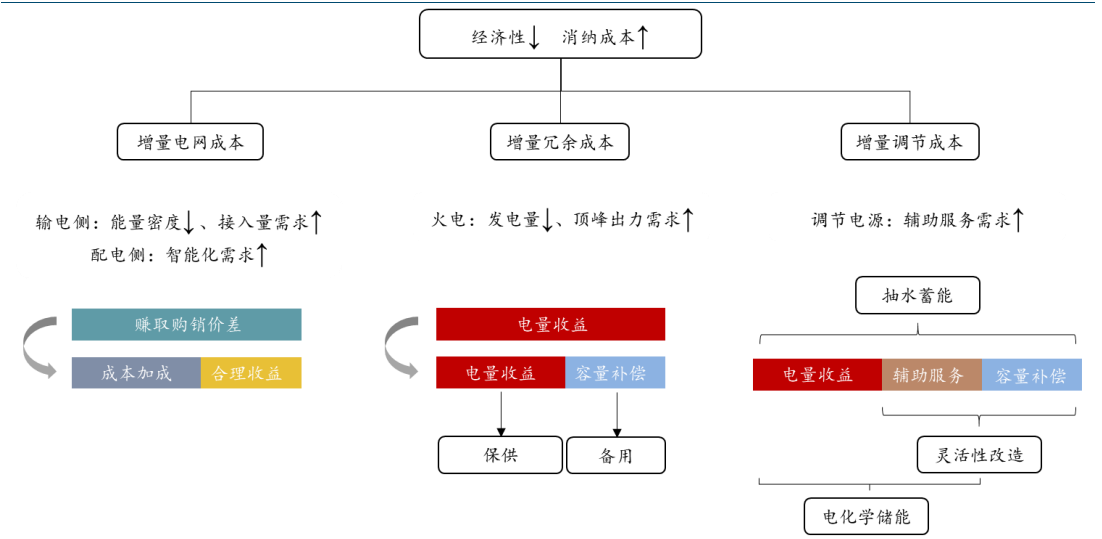 经济性↓ 消纳成本↑
增量电网成本
增量冗余成本
增量调节成本
输电侧：能量密度↓、接入量需求↑
配电侧：智能化需求↑
火电：发电量↓、顶峰出力需求↑
调节电源：辅助服务需求↑
赚取购销价差
成本加成 合理收益
电量收益
电量收益 容量补偿
保供
备用
抽水蓄能
电量收益 辅助服务 容量补偿
灵活性改造
电化学储能